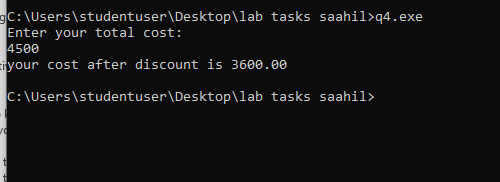 C:\Users\studentuser\Desktop\lab tasks saahil>q4.exe
Enter your total cost:
4500
your cost after discount is 3600.00
C:\Users\studentuser\Desktop\lab tasks saahil>